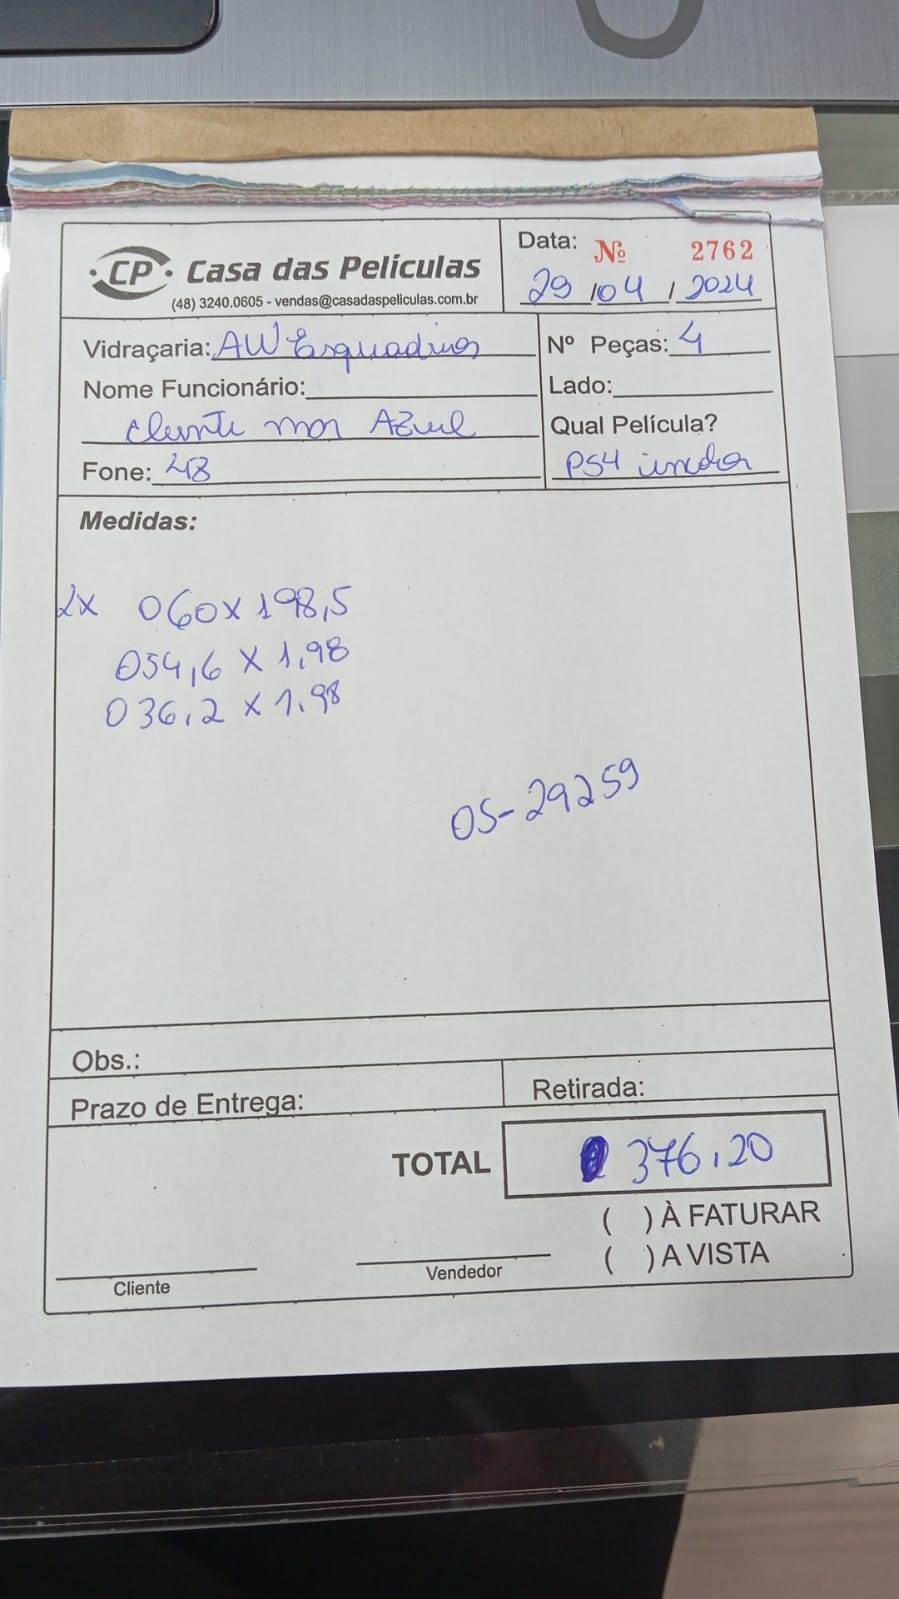 CP Casa das Películas
(48) 3240.0605 - vendas@casadaspeliculas.com.br
Data: Nº 2762
29/04/2024
Vidraçaria: AW Esquadrias
Nº Peças: 4
Nome Funcionário:
Lado:
cliente mar Azul
Qual Película?
Fone: 48
PS4 incolor
Medidas:
2x 060x198,5
054,6 x 1,98
036,2 x 1,98
05-29259
Obs.:
Prazo de Entrega:
Retirada:
TOTAL 376,20
( ) À FATURAR
( ) A VISTA
Cliente
Vendedor